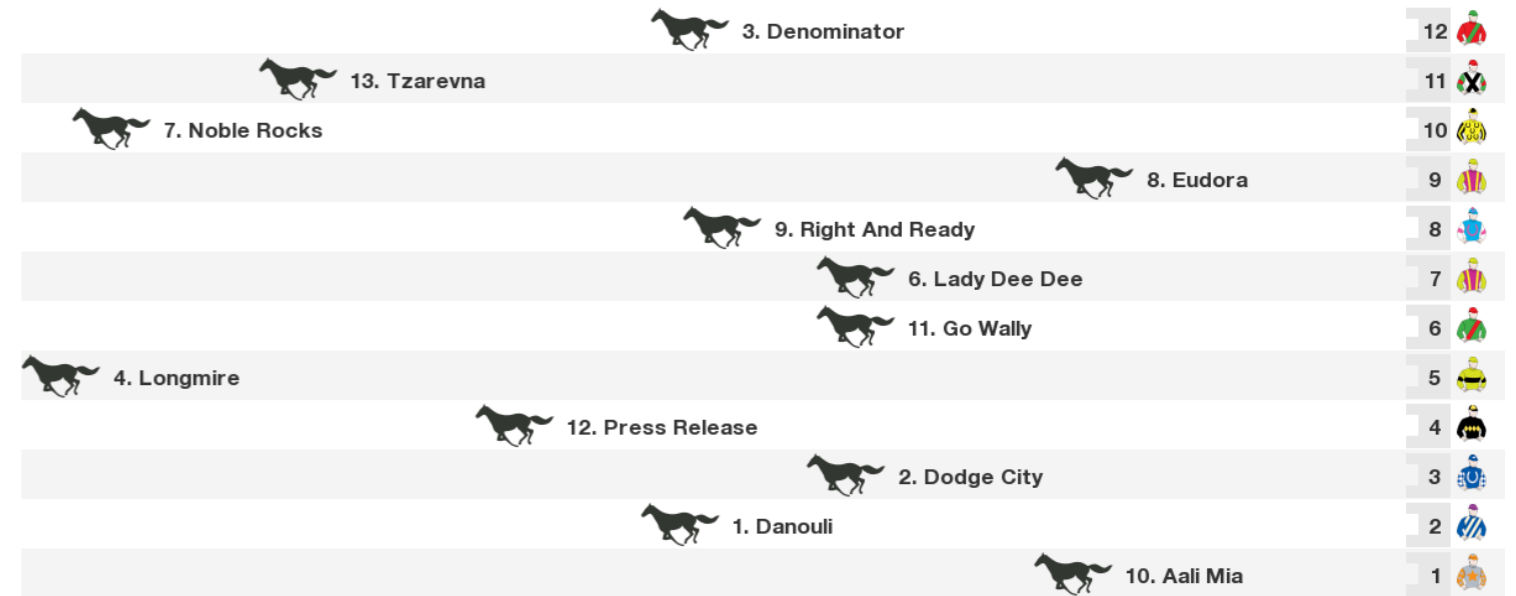 3. Denominator 12
13. Tzarevna 11
7. Noble Rocks 10
8. Eudora 9
9. Right And Ready 8
6. Lady Dee Dee 7
11. Go Wally 6
4. Longmire 5
12. Press Release 4
2. Dodge City 3
1. Danouli 2
10. Aali Mia 1